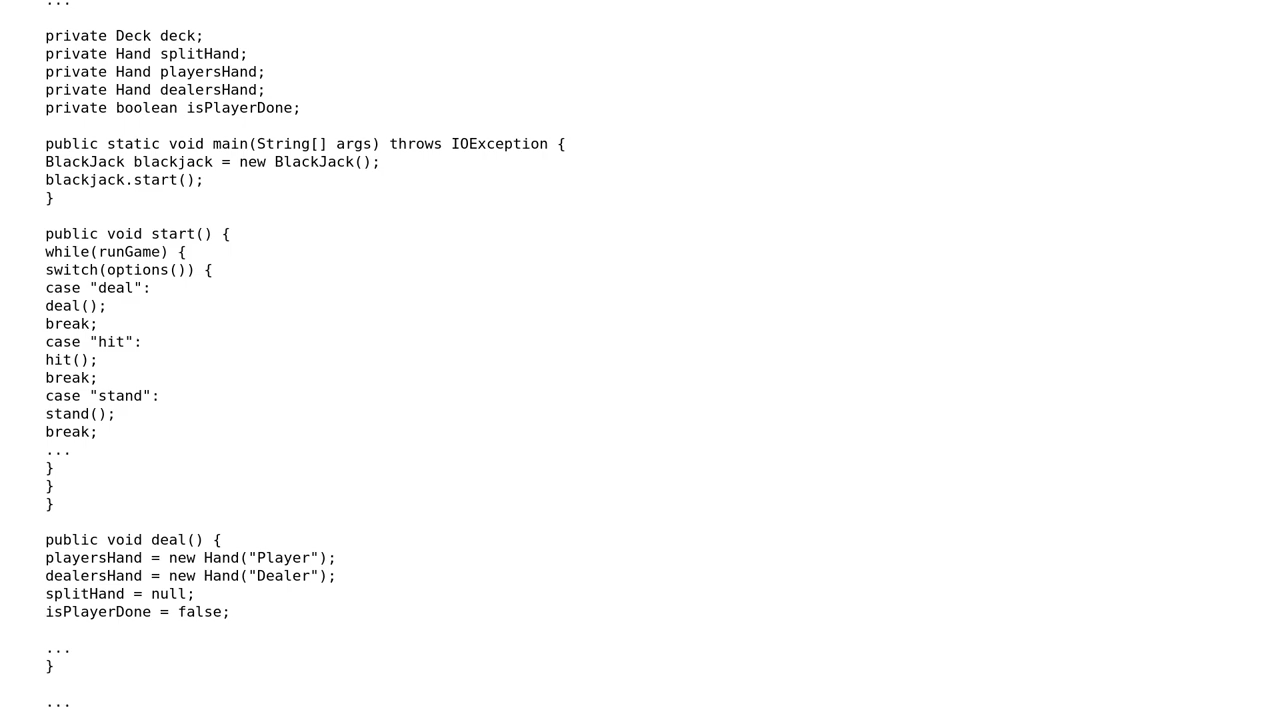 ...
private Deck deck;
private Hand splitHand;
private Hand playersHand;
private Hand dealersHand;
private boolean isPlayerDone;
public static void main(String[] args) throws IOException {
BlackJack blackjack = new BlackJack();
blackjack.start();
}
public void start() {
while(runGame) {
switch(options()) {
case "deal":
deal();
break;
case "hit":
hit();
break;
case "stand":
stand();
break;
...
}
}
}
public void deal() {
playersHand = new Hand("Player");
dealersHand = new Hand("Dealer");
splitHand = null;
isPlayerDone = false;
...
}
...